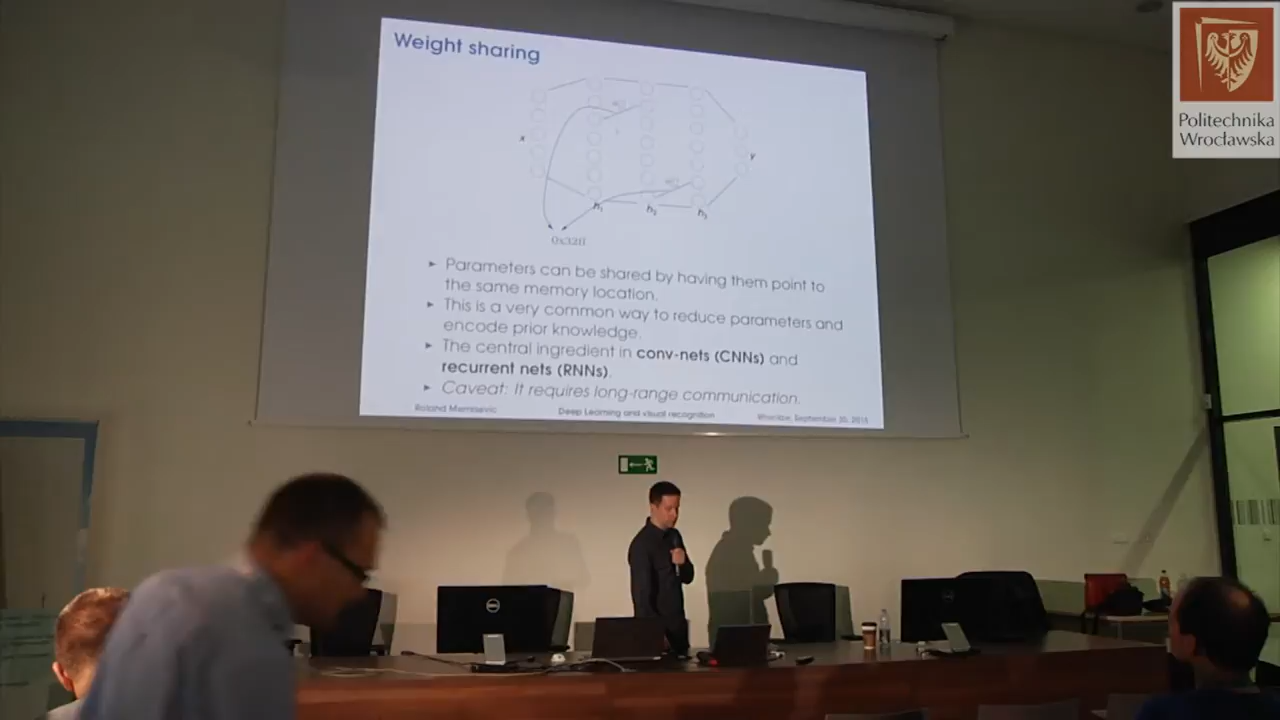 Weight sharing
x
y
h₁
h₂
h₃
▸ Parameters can be shared by having them point to
the same memory location.
▸ This is a very common way to reduce parameters and
encode prior knowledge.
▸ The central ingredient in conv-nets (CNNs) and
recurrent nets (RNNs).
▸ Caveat: It requires long-range communication.
Roland Memisevic Deep Learning and visual recognition Wrocław, September 30, 2015
Politechnika
Wrocławska
DELL